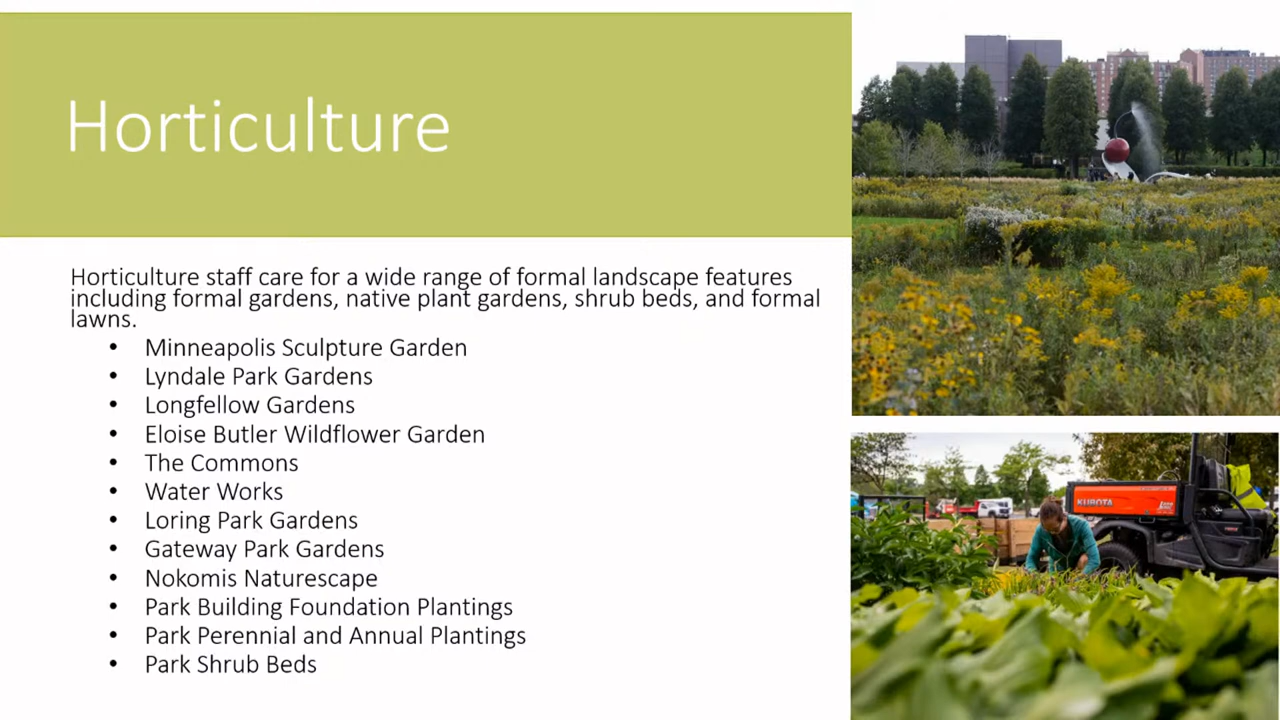 Horticulture
Horticulture staff care for a wide range of formal landscape features
including formal gardens, native plant gardens, shrub beds, and formal
lawns.
• Minneapolis Sculpture Garden
• Lyndale Park Gardens
• Longfellow Gardens
• Eloise Butler Wildflower Garden
• The Commons
• Water Works
• Loring Park Gardens
• Gateway Park Gardens
• Nokomis Naturescape
• Park Building Foundation Plantings
• Park Perennial and Annual Plantings
• Park Shrub Beds
KUBOTA